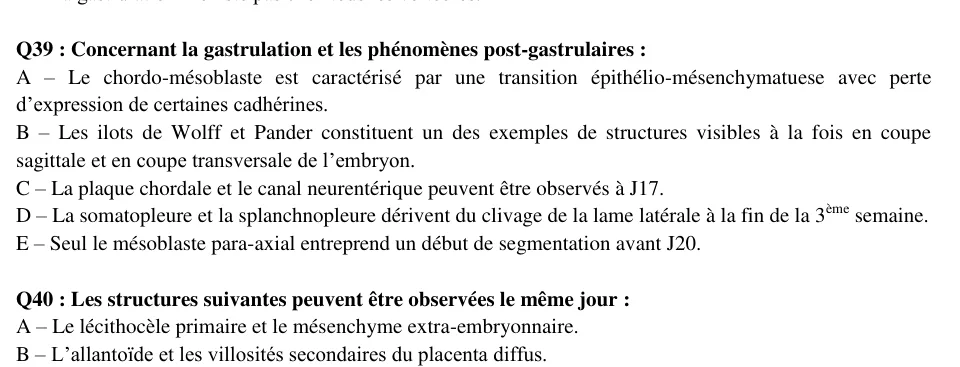 Q39 : Concernant la gastrulation et les phénomènes post-gastrulaires :
A – Le chordo-mésoblaste est caractérisé par une transition épithélio-mésenchymatuese avec perte
d’expression de certaines cadhérines.
B – Les ilots de Wolff et Pander constituent un des exemples de structures visibles à la fois en coupe
sagittale et en coupe transversale de l’embryon.
C – La plaque chordale et le canal neurentérique peuvent être observés à J17.
D – La somatopleure et la splanchnopleure dérivent du clivage de la lame latérale à la fin de la 3ème semaine.
E – Seul le mésoblaste para-axial entreprend un début de segmentation avant J20.
Q40 : Les structures suivantes peuvent être observées le même jour :
A – Le lécithocèle primaire et le mésenchyme extra-embryonnaire.
B – L’allantoïde et les villosités secondaires du placenta diffus.